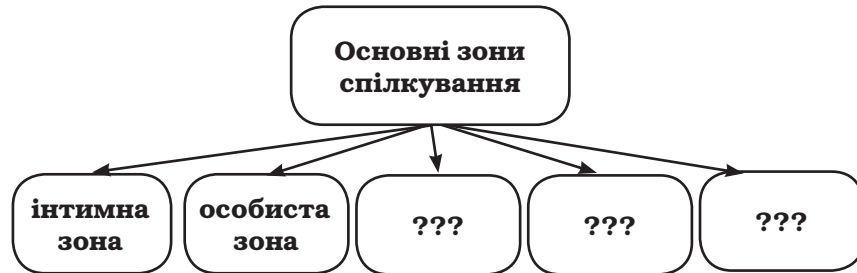 Основні зони
спілкування
інтимна
зона
особиста
зона
???
???
???